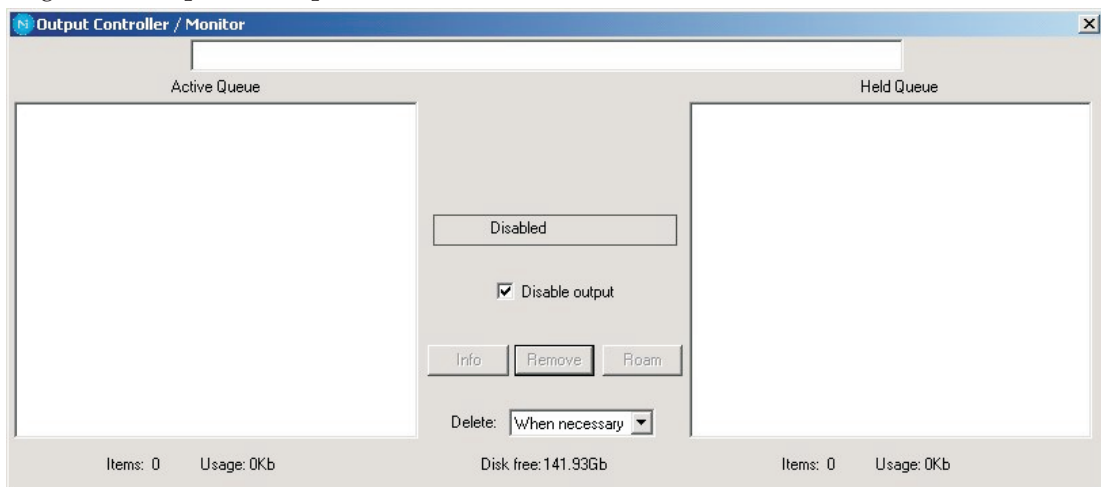 Output Controller / Monitor
Active Queue
Held Queue
Disabled
Disable output
Info
Remove
Roam
Delete: When necessary
Items: 0 Usage: 0Kb
Disk free: 141.93Gb
Items: 0 Usage: 0Kb